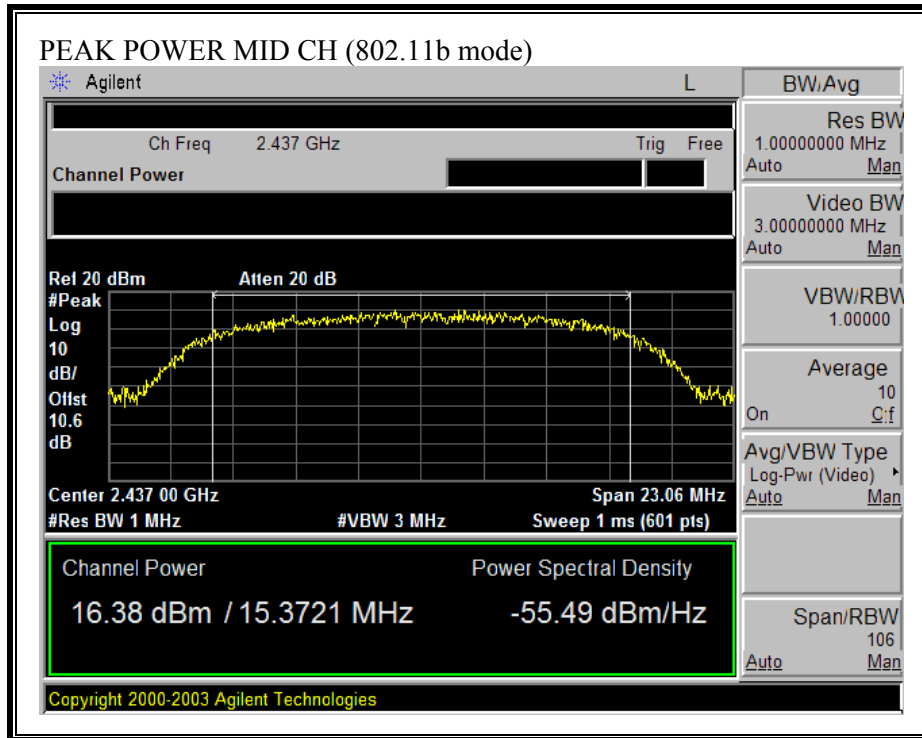 PEAK POWER MID CH (802.11b mode)
Agilent L
BW/Avg
Ch Freq 2.437 GHz Trig Free
Channel Power
Ref 20 dBm Atten 20 dB
#Peak
Log
10
dB/
Offst
10.6
dB
Center 2.437 00 GHz Span 23.06 MHz
#Res BW 1 MHz #VBW 3 MHz Sweep 1 ms (601 pts)
Channel Power Power Spectral Density
16.38 dBm / 15.3721 MHz -55.49 dBm/Hz
Copyright 2000-2003 Agilent Technologies
Res BW
1.00000000 MHz
Auto Man
Video BW
3.00000000 MHz
Auto Man
VBW/RBW
1.00000
Average
10
On Off
Avg/VBW Type
Log-Pwr (Video)
Auto Man
Span/RBW
106
Auto Man